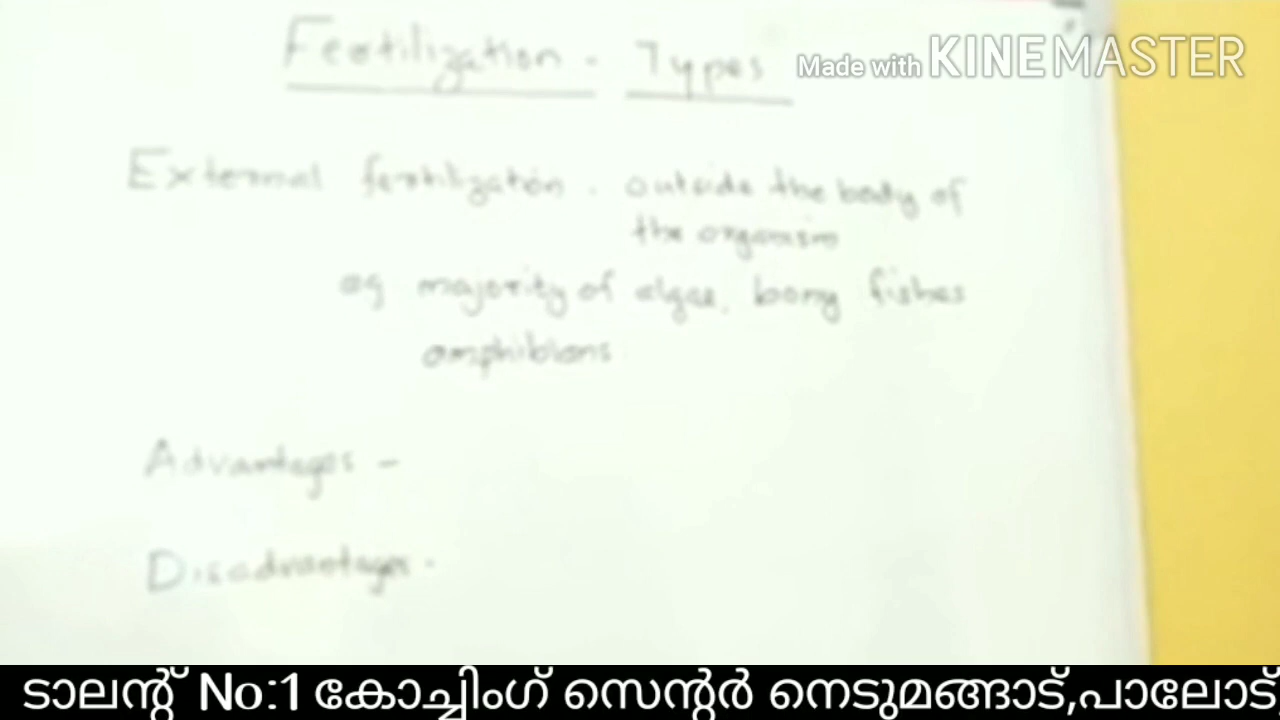 Fertilization - Types
Made with KINEMASTER
External fertilization - outside the body of
the organism
eg majority of algae, bony fishes
amphibians
Advantages -
Disadvantages -
ടാലന്റ് No:1 കോച്ചിംഗ് സെന്റർ നെടുമങ്ങാട്,പാലോട്,